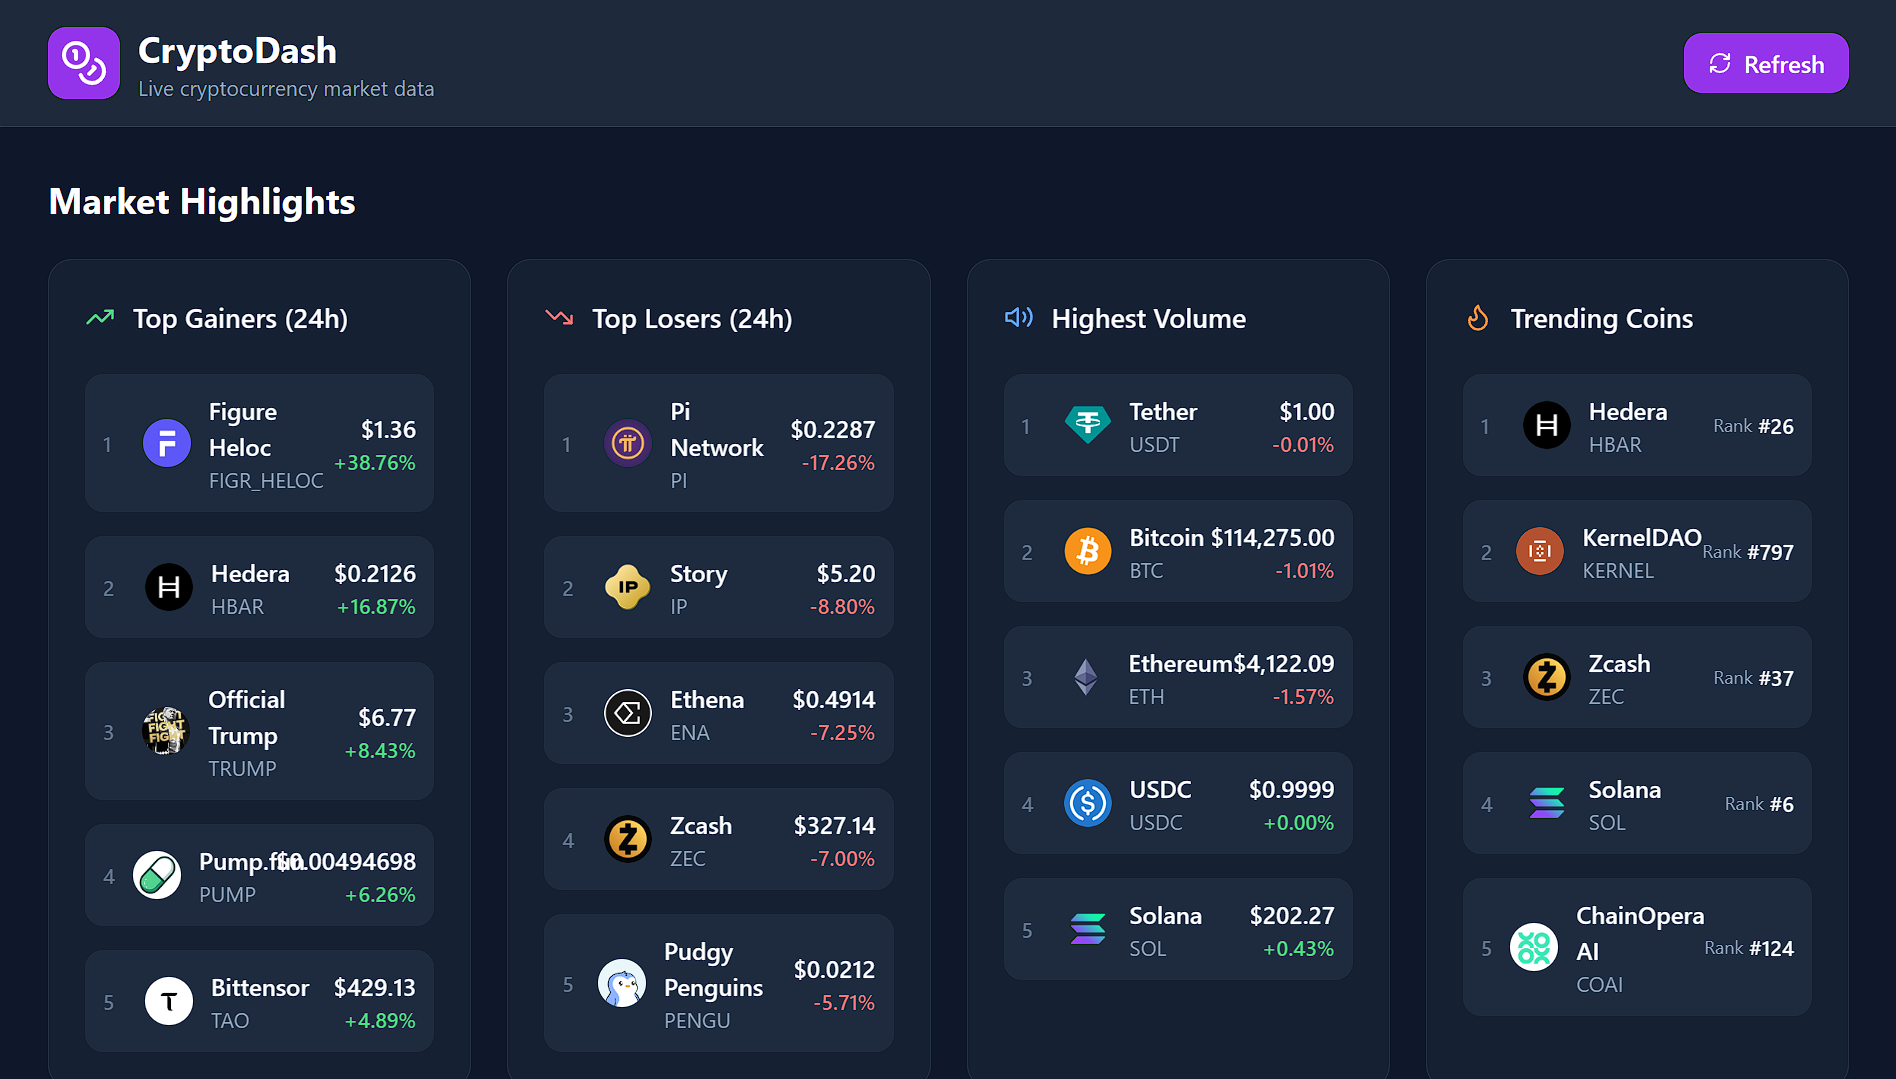 CryptoDash
Live cryptocurrency market data
Refresh
Market Highlights
Top Gainers (24h)
1
Figure
Heloc
FIGR_HELOC
$1.36
+38.76%
2
Hedera
HBAR
$0.2126
+16.87%
3
Official
Trump
TRUMP
$6.77
+8.43%
4
Pump.fun
PUMP
$0.00494698
+6.26%
5
Bittensor
TAO
$429.13
+4.89%
Top Losers (24h)
1
Pi
Network
PI
$0.2287
-17.26%
2
IP
Story
IP
$5.20
-8.80%
3
Ethena
ENA
$0.4914
-7.25%
4
Zcash
ZEC
$327.14
-7.00%
5
Pudgy
Penguins
PENGU
$0.0212
-5.71%
Highest Volume
1
Tether
USDT
$1.00
-0.01%
2
Bitcoin
BTC
$114,275.00
-1.01%
3
Ethereum
ETH
$4,122.09
-1.57%
4
USDC
USDC
$0.9999
+0.00%
5
Solana
SOL
$202.27
+0.43%
Trending Coins
1
Hedera
HBAR
Rank #26
2
KernelDAO
KERNEL
Rank #797
3
Zcash
ZEC
Rank #37
4
Solana
SOL
Rank #6
5
ChainOpera
AI
COAI
Rank #124